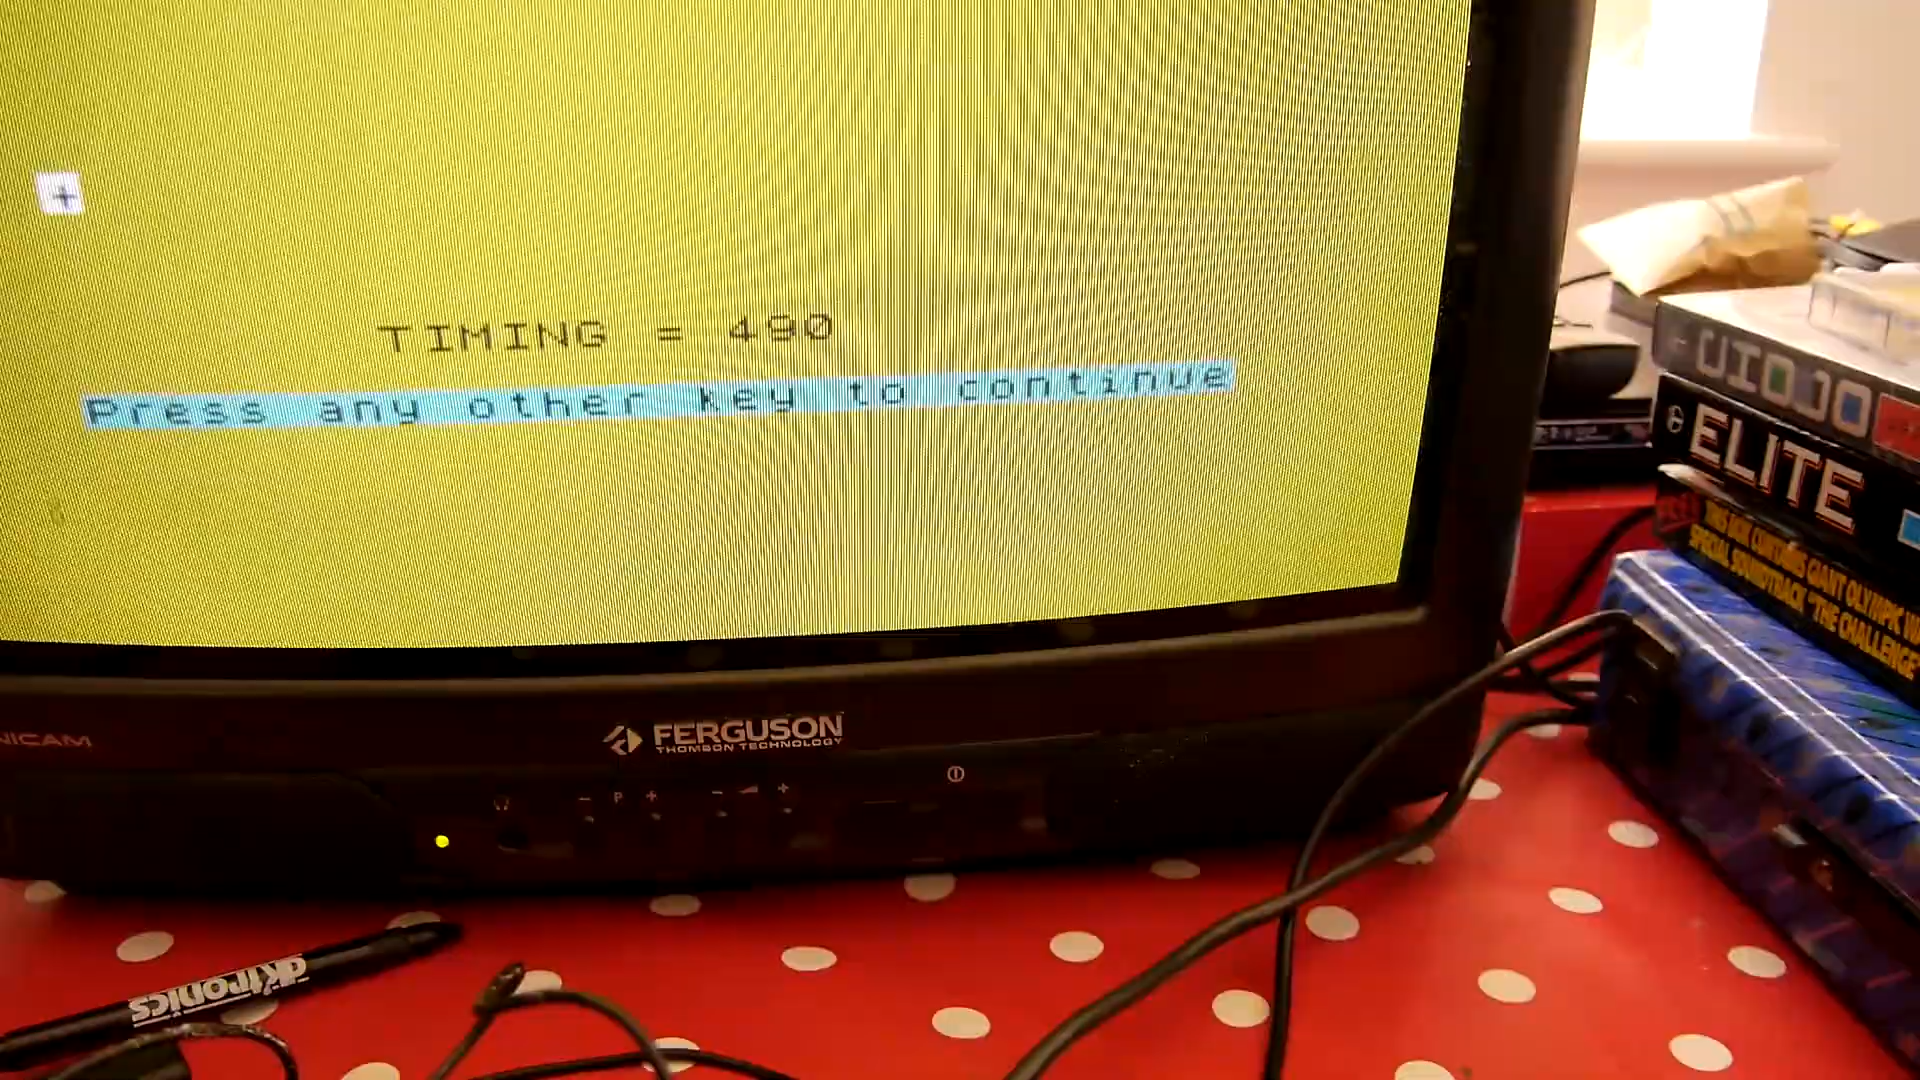 +
TIMING = 490
Press any other key to continue
NICAM
FERGUSON
THOMSON TECHNOLOGY
- P + - +
dktronics
ELITE
THIS BOX CONTAINS GIANT OLYMPIC
SPECIAL SOUNDTRACK "THE CHALLENGE"